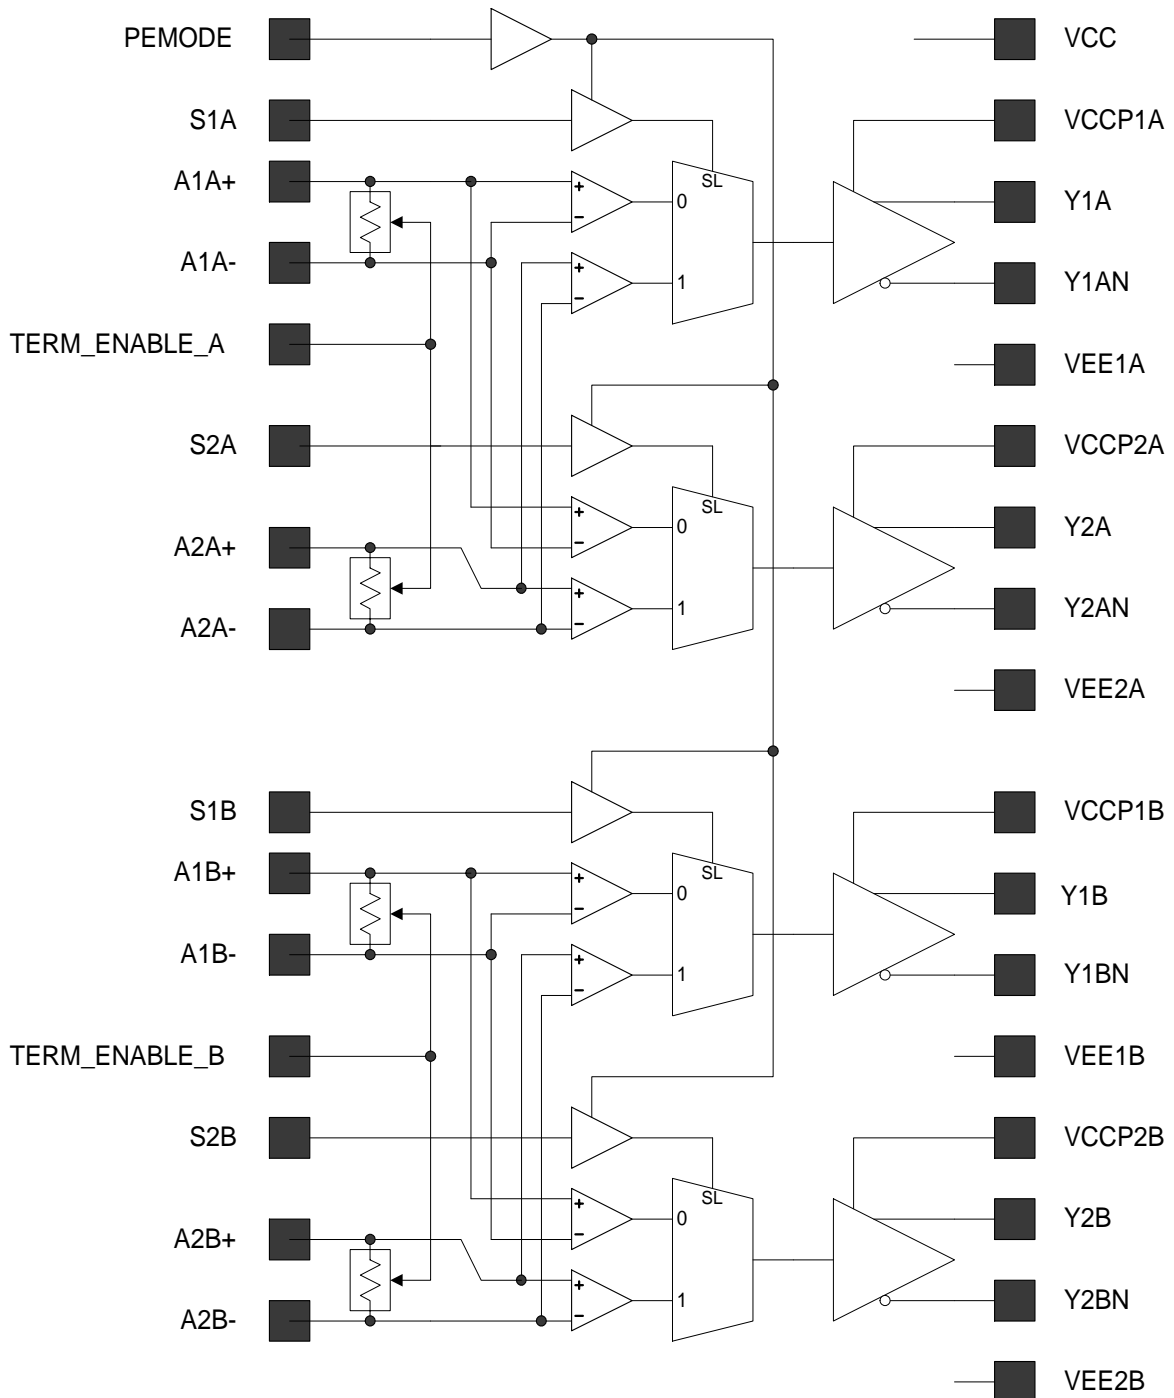 PEMODE
VCC
S1A
VCCP1A
A1A+
SL
+
0
Y1A
−
A1A-
+
1
Y1AN
−
TERM_ENABLE_A
VEE1A
S2A
VCCP2A
SL
+
0
Y2A
−
A2A+
+
1
Y2AN
−
A2A-
VEE2A
S1B
VCCP1B
A1B+
SL
+
0
Y1B
−
A1B-
+
1
Y1BN
−
TERM_ENABLE_B
VEE1B
S2B
VCCP2B
SL
+
0
Y2B
−
A2B+
+
1
Y2BN
−
A2B-
VEE2B